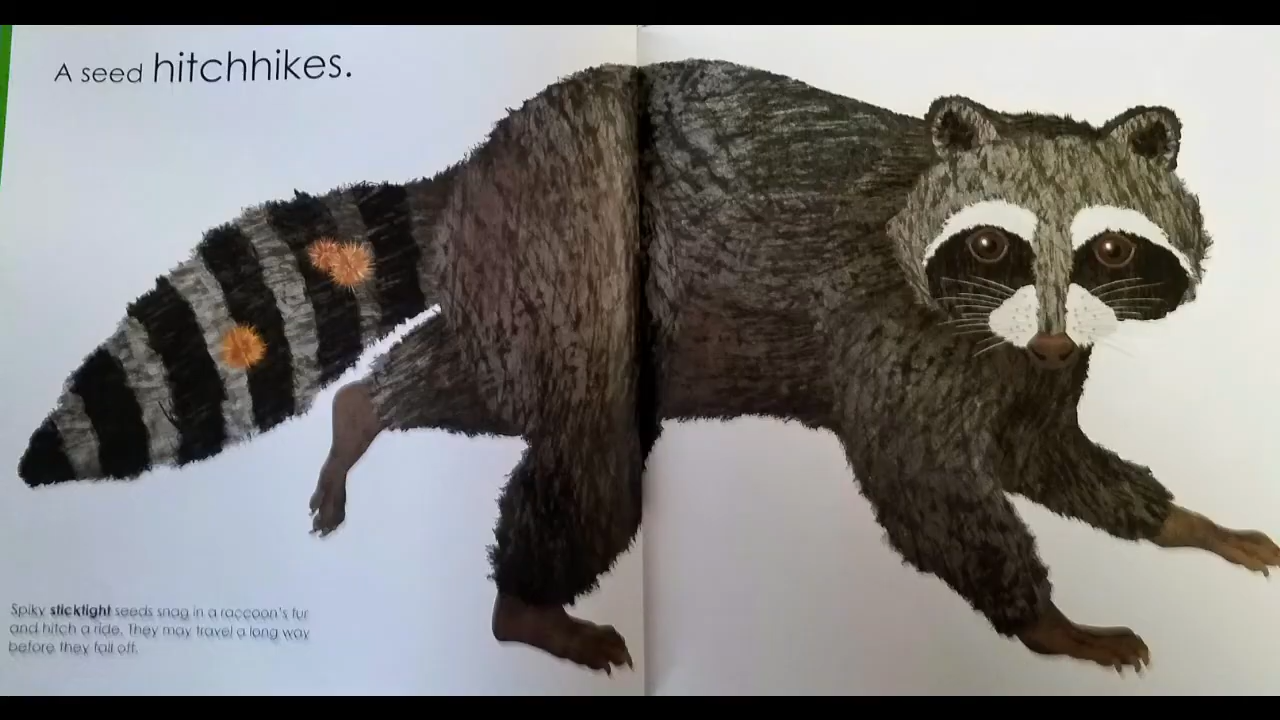 A seed hitchhikes.
Spiky sticktight seeds snag in a raccoon's fur
and hitch a ride. They may travel a long way
before they fall off.